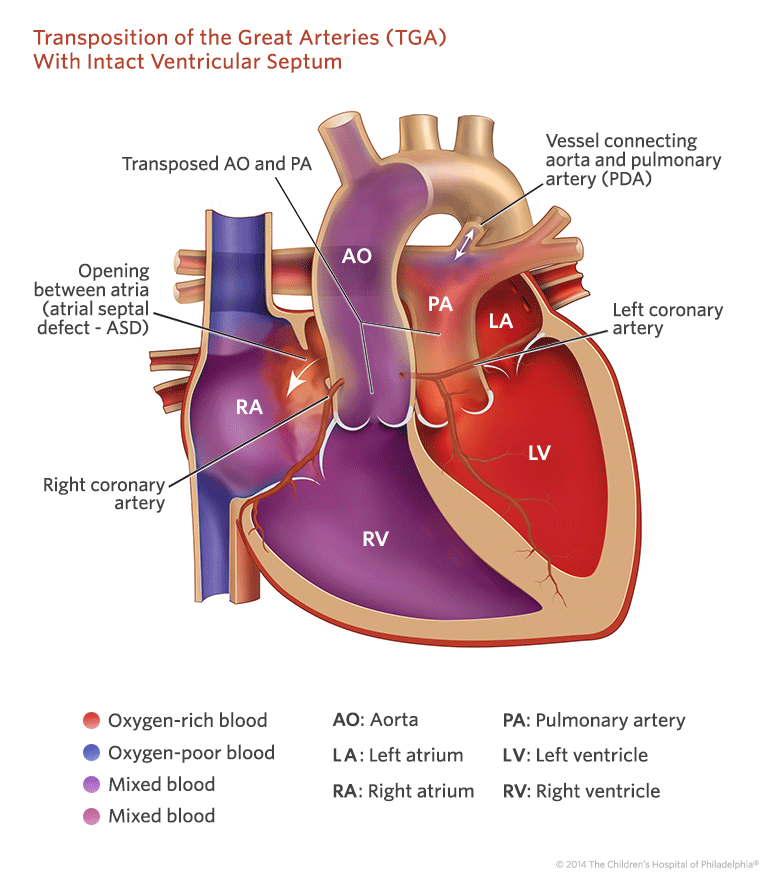 Transposition of the Great Arteries (TGA)
With Intact Ventricular Septum
Vessel connecting
aorta and pulmonary
artery (PDA)
Transposed AO and PA
AO
Opening
between atria
(atrial septal
defect - ASD)
PA
LA
Left coronary
artery
RA
LV
Right coronary
artery
RV
Oxygen-rich blood
Oxygen-poor blood
Mixed blood
Mixed blood
AO: Aorta
LA: Left atrium
RA: Right atrium
PA: Pulmonary artery
LV: Left ventricle
RV: Right ventricle
© 2014 The Children's Hospital of Philadelphia®